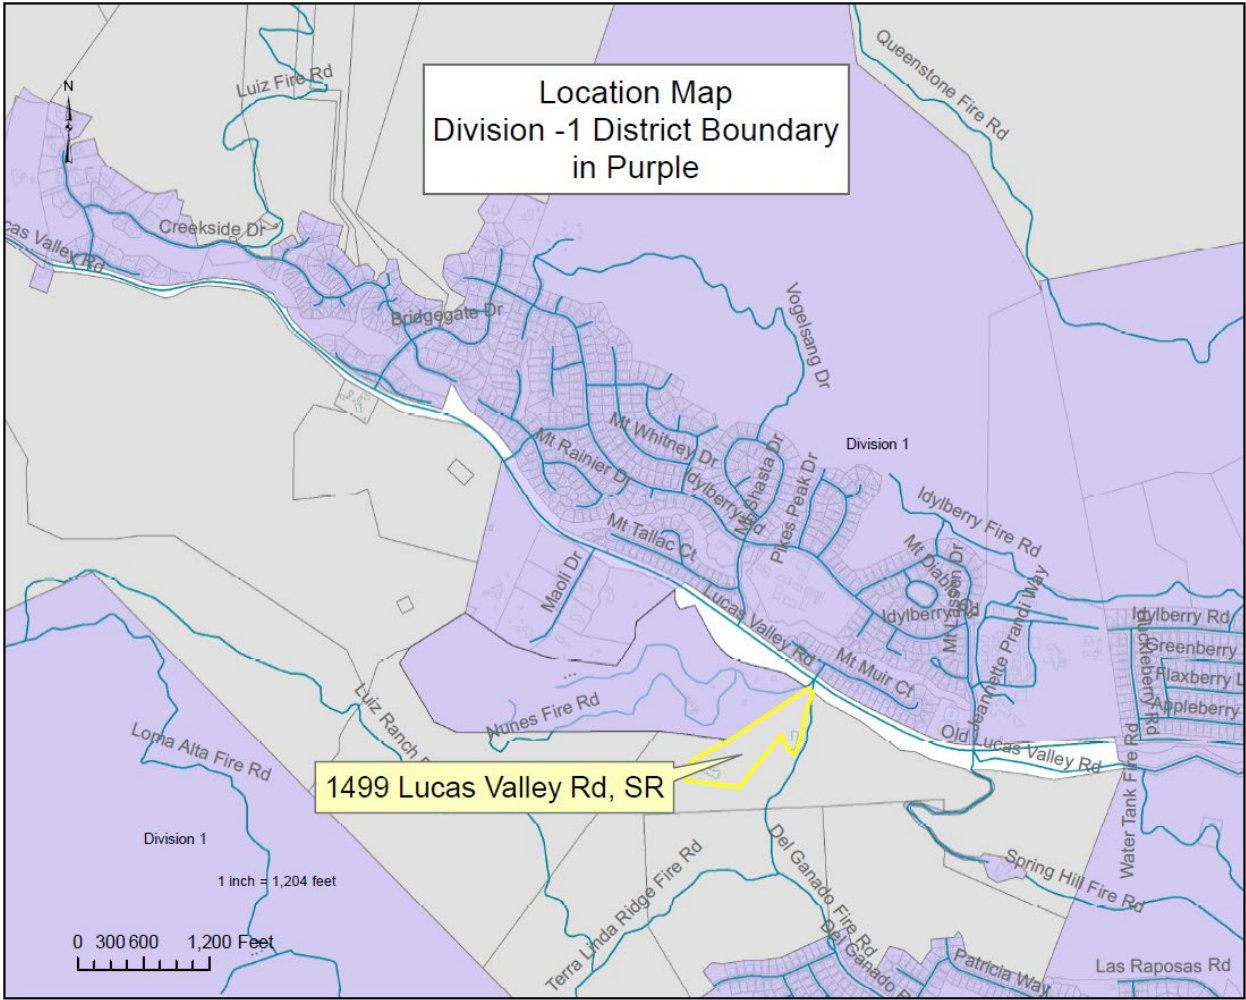 Queenstone Fire Rd
Luiz Fire Rd
N
Location Map
Division -1 District Boundary
in Purple
Creekside Dr
cas Valley Rd
Bridgegate Dr
Vogelsang Dr
Mt Whitney Dr
Mt Rainier Dr
Division 1
Mt Shasta Dr
Pikes Peak Dr
Idylberry Rd
Idylberry Fire Rd
Mt Tallac Ct
Maoli Dr
Mt Diablo
Mt Lassen Dr
Jeannette Prandi Way
Lucas Valley Rd
Idylberry Rd
Idylberry Rd
Huckleberry Rd
Greenberry
Flaxberry L
Appleberry
Mt Muir Ct
Nunes Fire Rd
Luiz Ranch
Loma Alta Fire Rd
Old Lucas Valley Rd
Water Tank Fire Rd
1499 Lucas Valley Rd, SR
Division 1
1 inch = 1,204 feet
Spring Hill Fire Rd
Del Ganado Fire Rd
Terra Linda Ridge Fire Rd
Del Ganado
Patricia Way
Las Raposas Rd
0 300 600 1,200 Feet